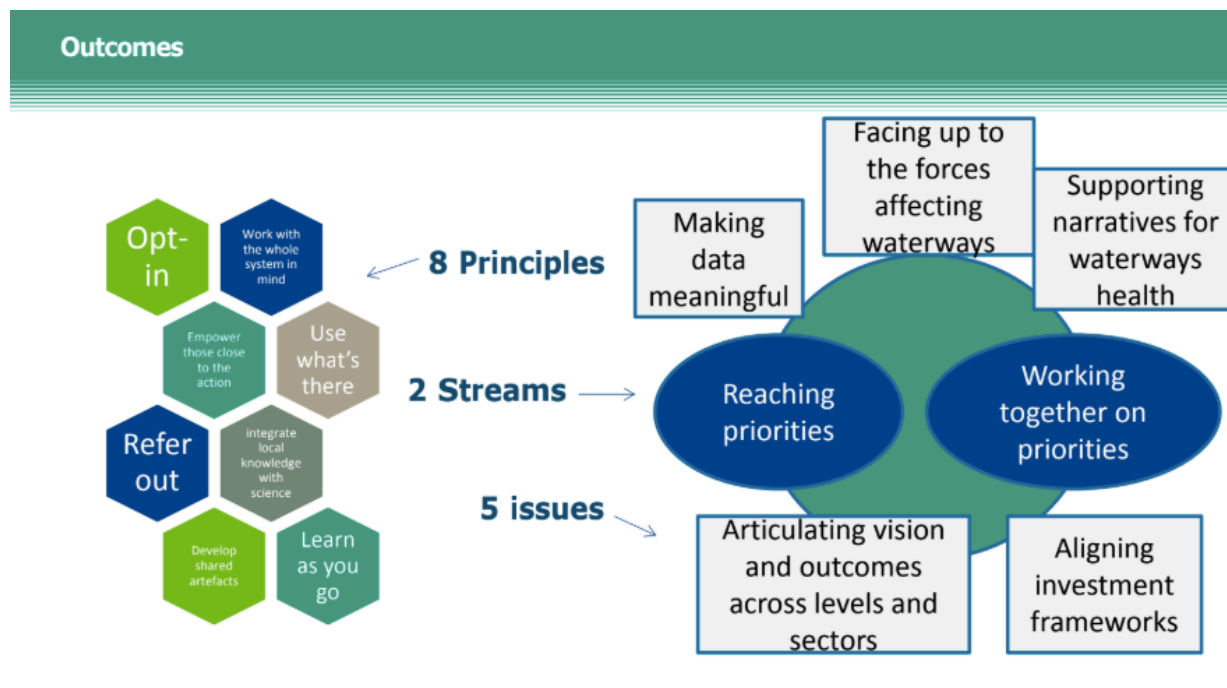 Outcomes
Opt-
in
Work with
the whole
system in
mind
Empower
those close
to the
action
Use
what's
there
Refer
out
integrate
local
knowledge
with
science
Develop
shared
artefacts
Learn
as you
go
8 Principles
2 Streams
5 issues
Making
data
meaningful
Facing up to
the forces
affecting
waterways
Supporting
narratives for
waterways
health
Reaching
priorities
Working
together on
priorities
Articulating vision
and outcomes
across levels and
sectors
Aligning
investment
frameworks